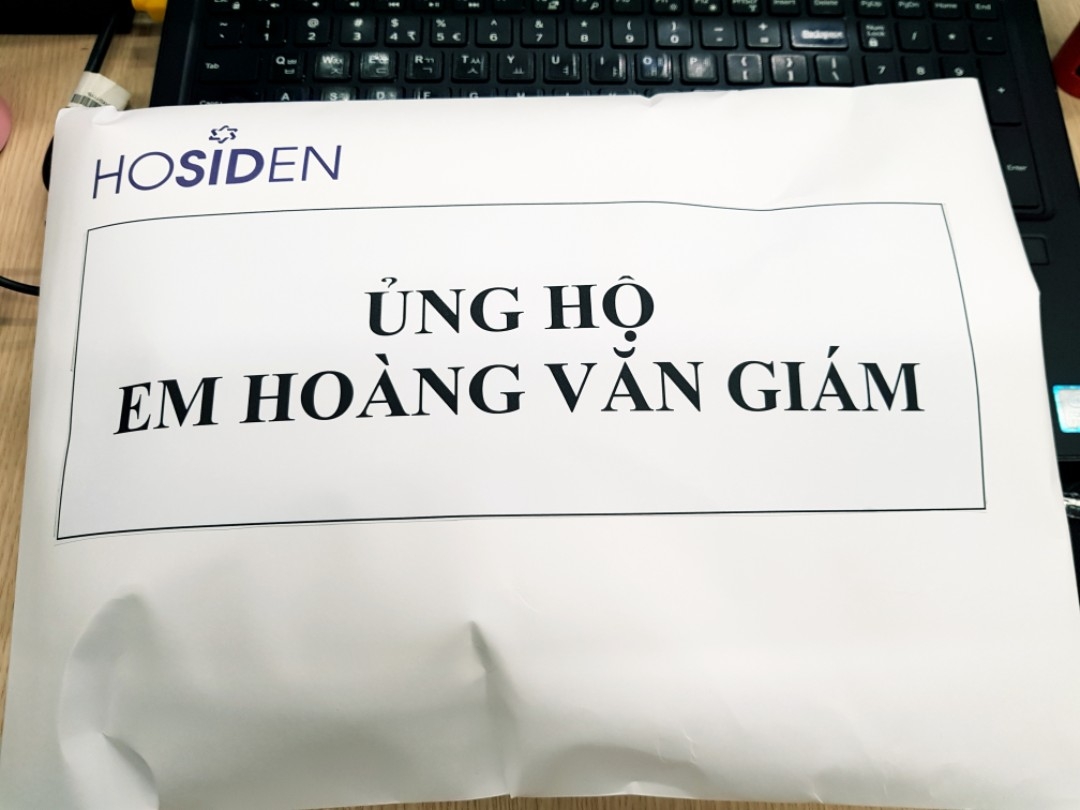 HOSIDEN
ỦNG HỘ
EM HOÀNG VĂN GIÁM